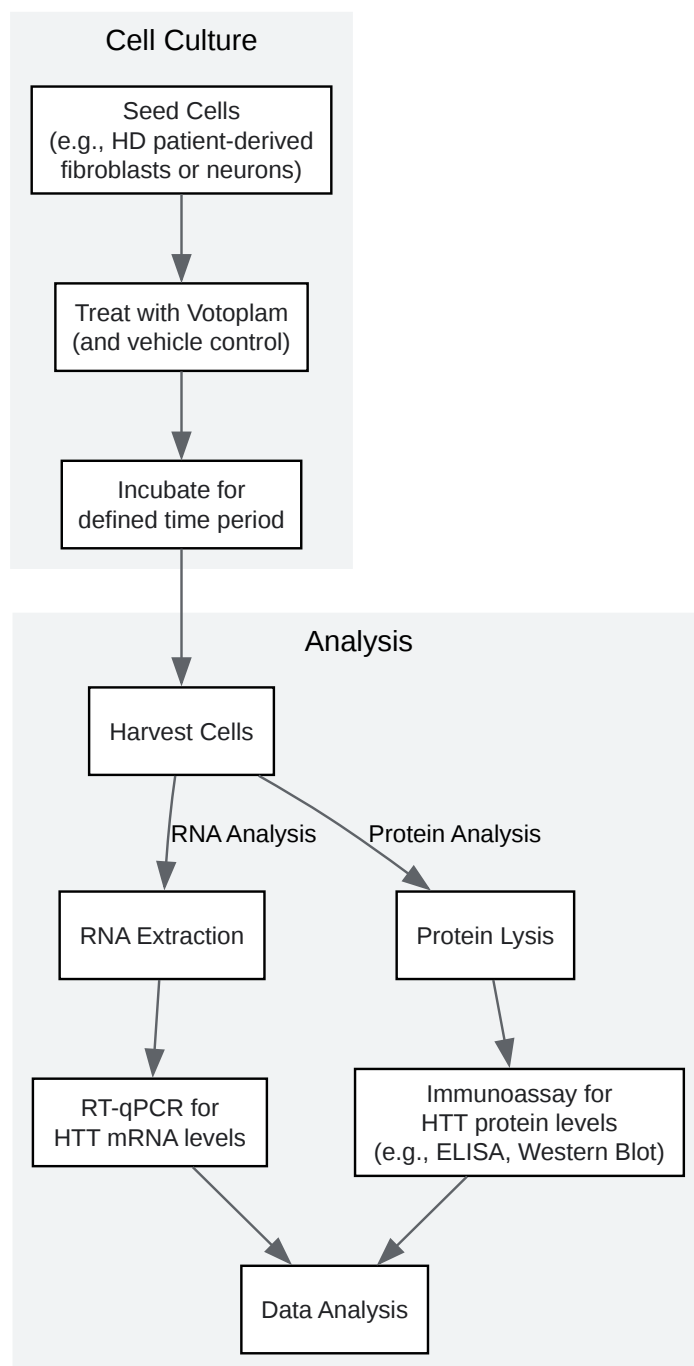 Cell Culture
Seed Cells
(e.g., HD patient-derived
fibroblasts or neurons)
Treat with Votoplam
(and vehicle control)
Incubate for
defined time period
Analysis
Harvest Cells
RNA Analysis
Protein Analysis
RNA Extraction
Protein Lysis
RT-qPCR for
HTT mRNA levels
Immunoassay for
HTT protein levels
(e.g., ELISA, Western Blot)
Data Analysis